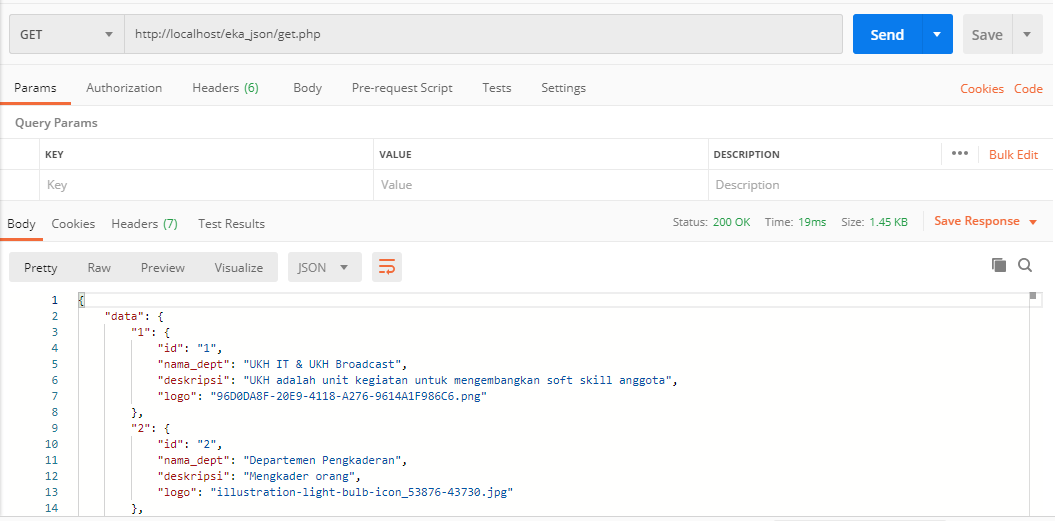 GET http://localhost/eka_json/get.php Send Save
Params Authorization Headers (6) Body Pre-request Script Tests Settings Cookies Code
Query Params
KEY VALUE DESCRIPTION ••• Bulk Edit
Key Value Description
Body Cookies Headers (7) Test Results Status: 200 OK Time: 19ms Size: 1.45 KB Save Response
Pretty Raw Preview Visualize JSON
1 {
2 "data": {
3 "1": {
4 "id": "1",
5 "nama_dept": "UKH IT & UKH Broadcast",
6 "deskripsi": "UKH adalah unit kegiatan untuk mengembangkan soft skill anggota",
7 "logo": "96D0DA8F-20E9-4118-A276-9614A1F986C6.png"
8 },
9 "2": {
10 "id": "2",
11 "nama_dept": "Departemen Pengkaderan",
12 "deskripsi": "Mengkader orang",
13 "logo": "illustration-light-bulb-icon_53876-43730.jpg"
14 },